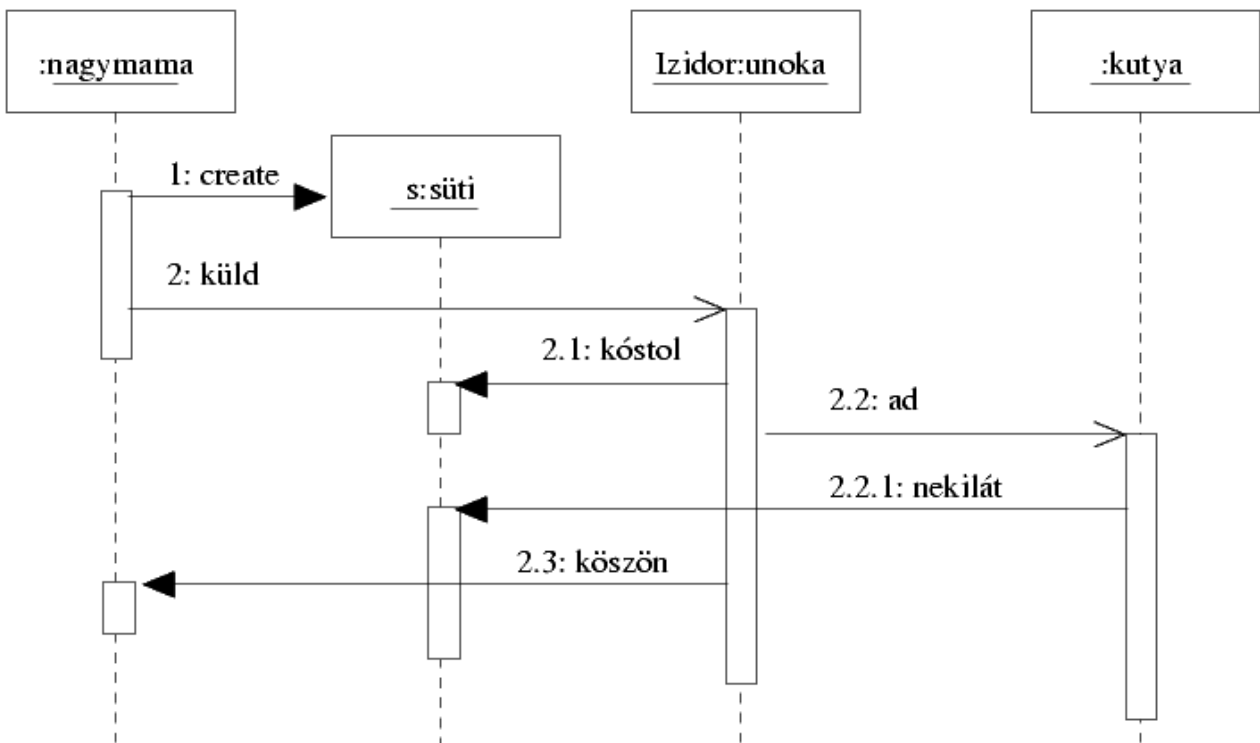 :nagymama
Izidor:unoka
:kutya
1: create
s:süti
2: küld
2.1: kóstol
2.2: ad
2.2.1: nekilát
2.3: köszön